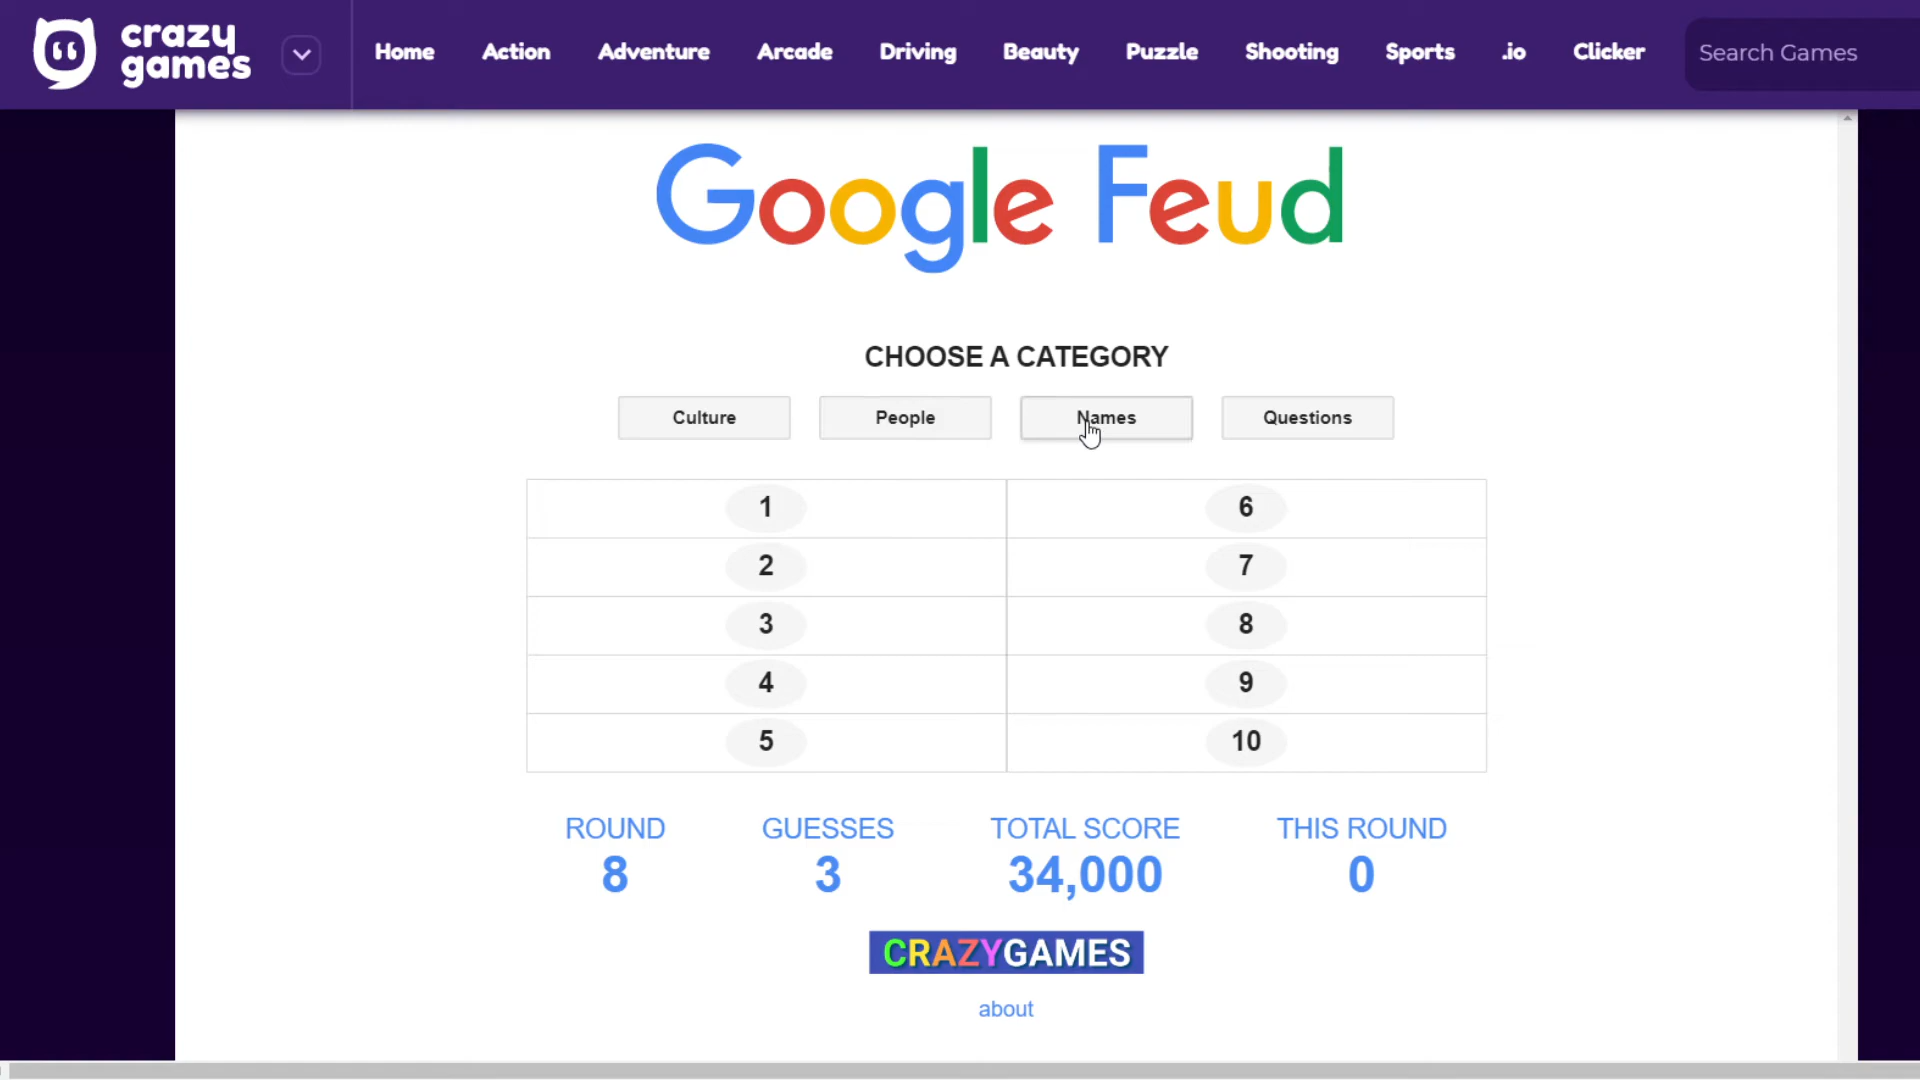 crazy games
Home Action Adventure Arcade Driving Beauty Puzzle Shooting Sports .io Clicker Search Games
Google Feud
CHOOSE A CATEGORY
Culture People Names Questions
1 6
2 7
3 8
4 9
5 10
ROUND GUESSES TOTAL SCORE THIS ROUND
8 3 34,000 0
CRAZYGAMES
about